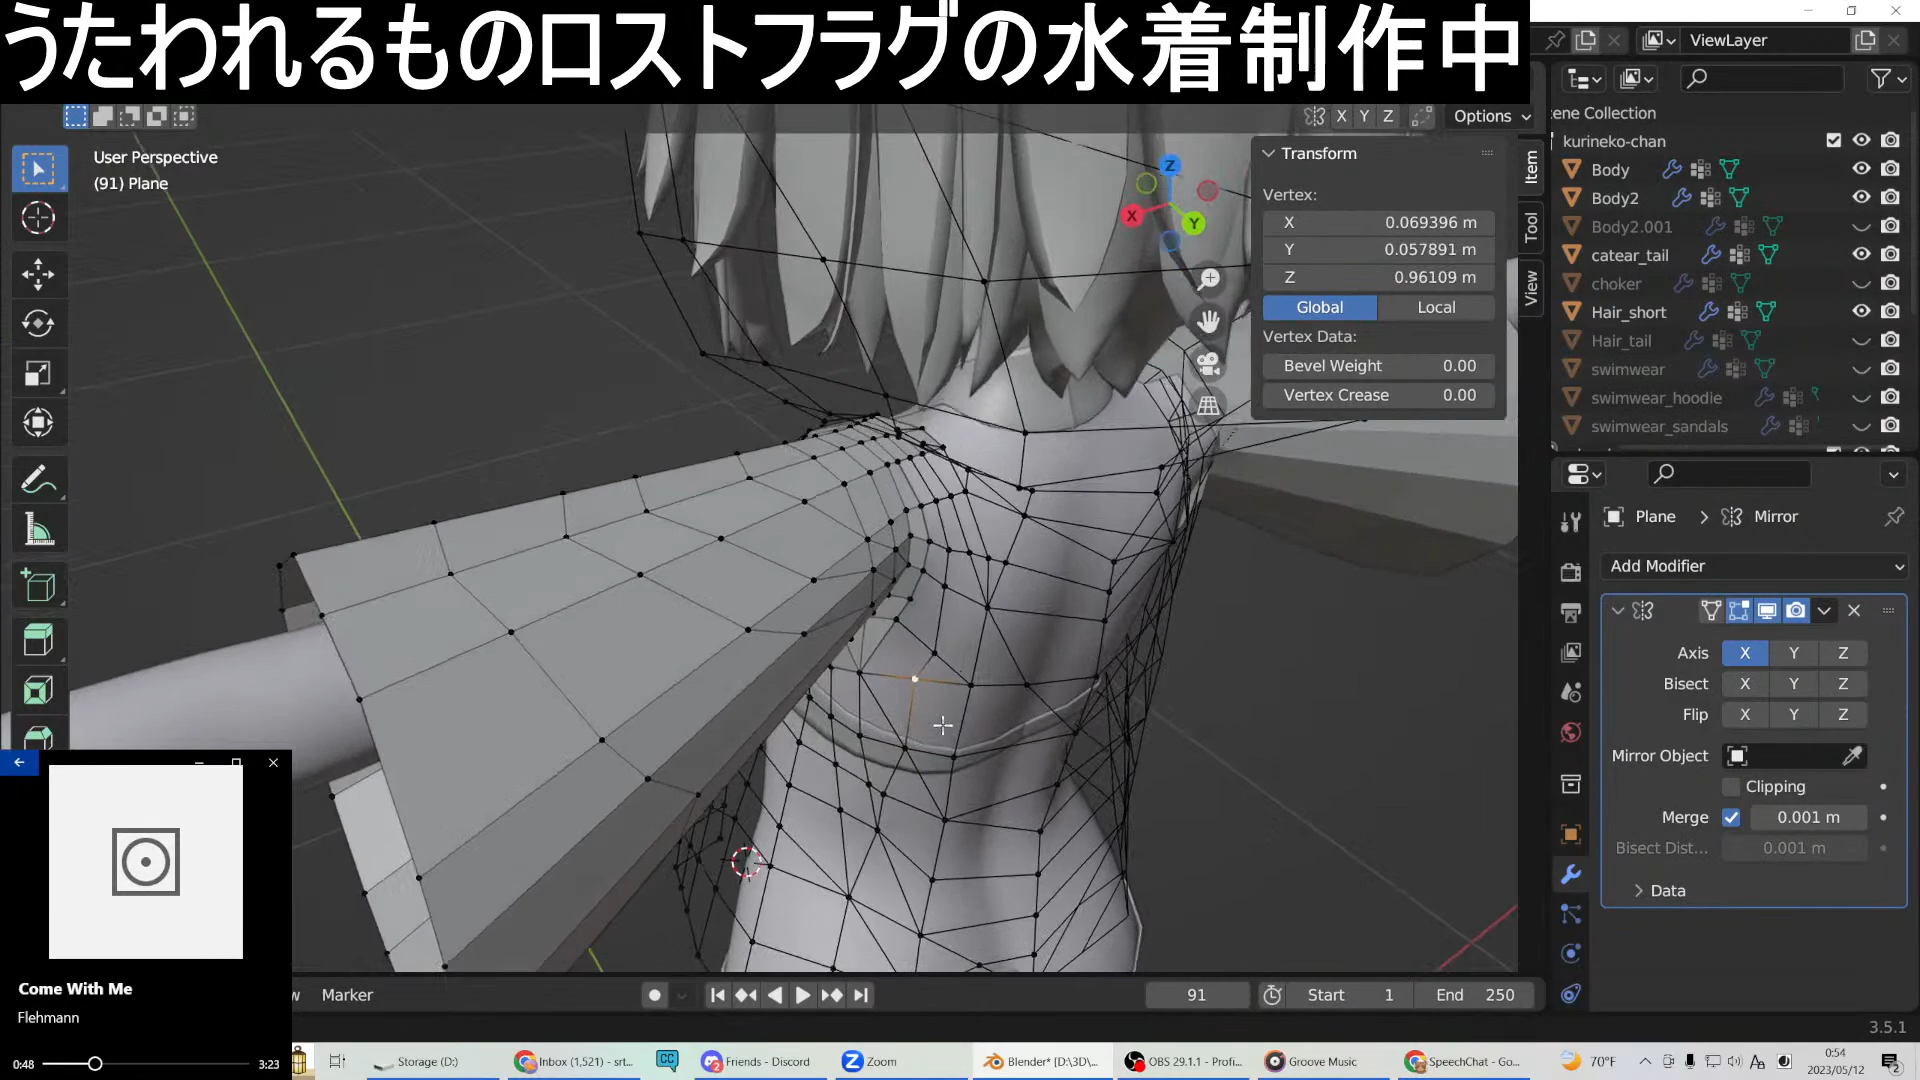 うたわれるものロストフラグの水着制作中
ViewLayer
X Y Z
Options
User Perspective
(91) Plane
Transform
Vertex:
X 0.069396 m
Y 0.057891 m
Z 0.96109 m
Global Local
Vertex Data:
Bevel Weight 0.00
Vertex Crease 0.00
Item
Tool
View
Z
X
Y
cene Collection
kurineko-chan
Body
Body2
Body2.001
catear_tail
choker
Hair_short
Hair_tail
swimwear
swimwear_hoodie
swimwear_sandals
Plane > Mirror
Add Modifier
Axis X Y Z
Bisect X Y Z
Flip X Y Z
Mirror Object
Clipping
Merge 0.001 m
Bisect Dist... 0.001 m
Data
Come With Me
Flehmann
0:48 3:23
w Marker
91 Start 1 End 250
3.5.1
Storage (D:)
Inbox (1,521) - srt...
CC
Friends - Discord
Zoom
Blender* [D:\3D\...
OBS 29.1.1 - Profi...
Groove Music
SpeechChat - Go...
70°F
0:54
2023/05/12
2